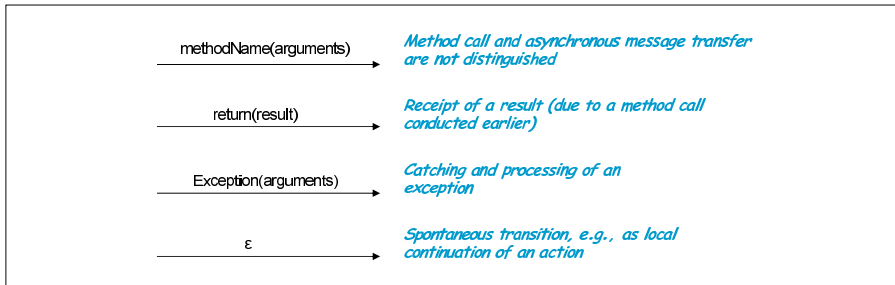 methodName(arguments)
Method call and asynchronous message transfer
are not distinguished
return(result)
Receipt of a result (due to a method call
conducted earlier)
Exception(arguments)
Catching and processing of an
exception
ε
Spontaneous transition, e.g., as local
continuation of an action